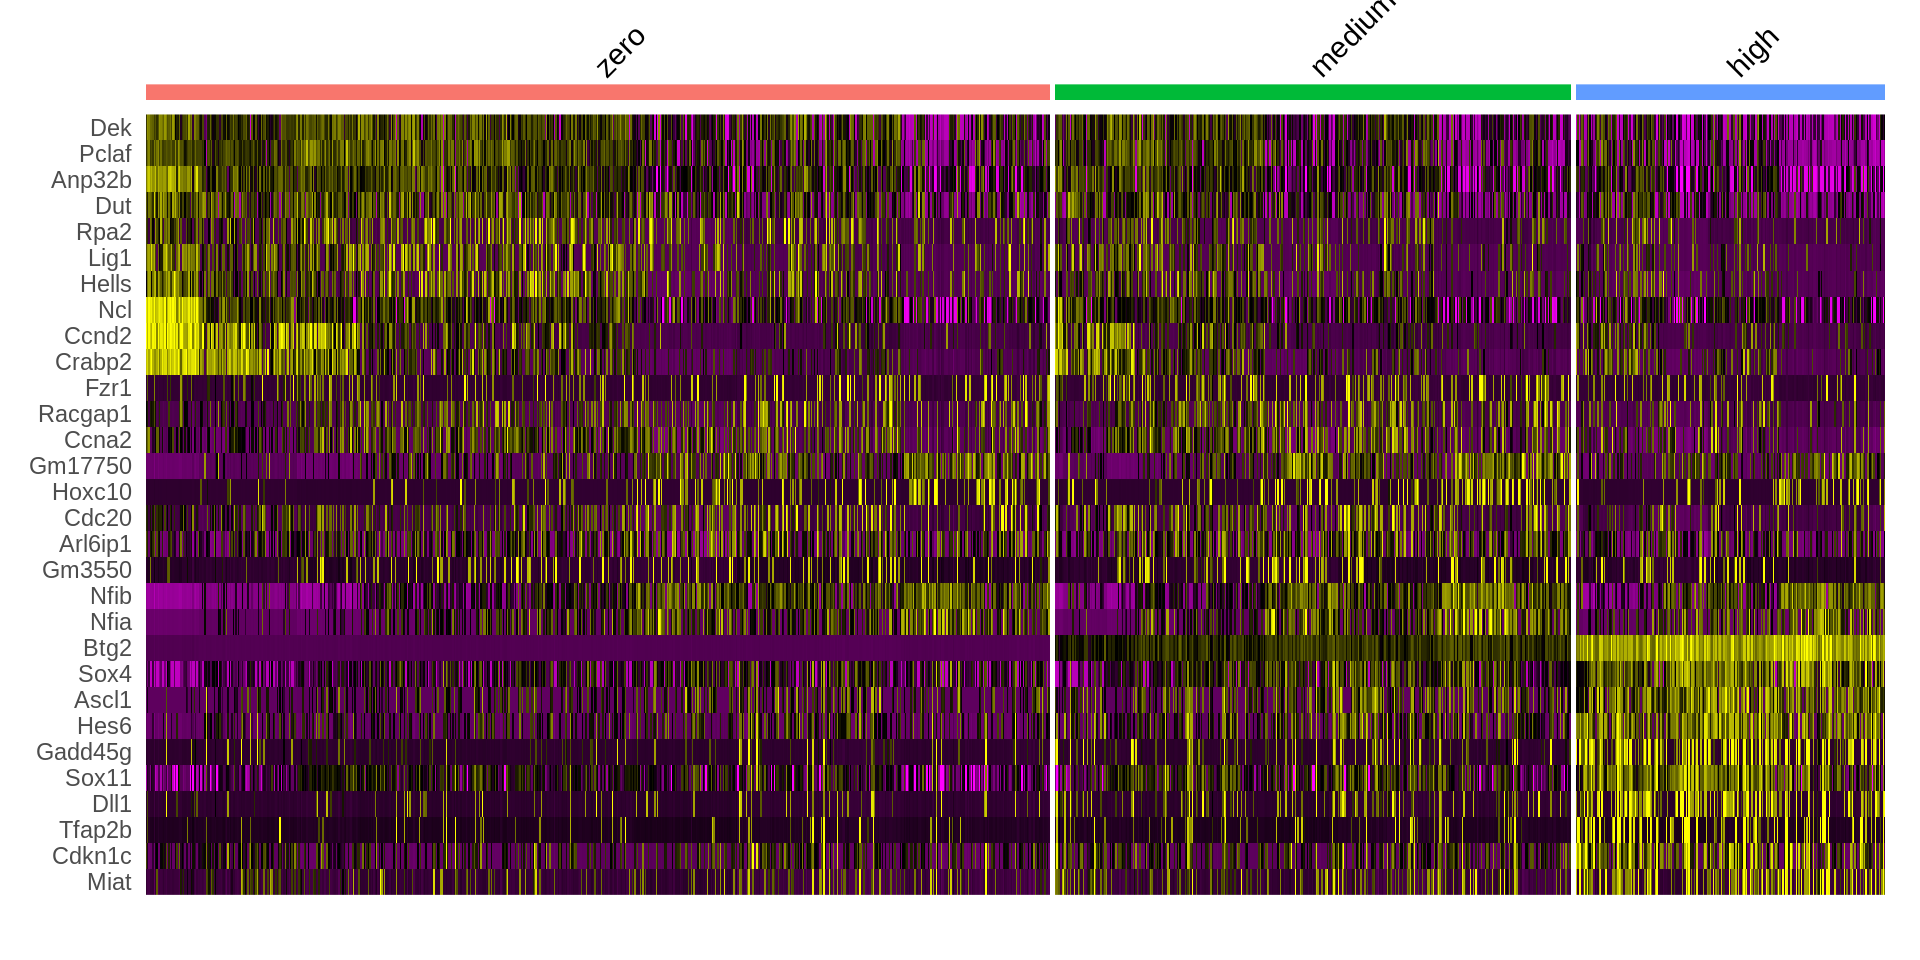 zero
medium
high
Dek
Pclaf
Anp32b
Dut
Rpa2
Lig1
Hells
Ncl
Ccnd2
Crabp2
Fzr1
Racgap1
Ccna2
Gm17750
Hoxc10
Cdc20
Arl6ip1
Gm3550
Nfib
Nfia
Btg2
Sox4
Ascl1
Hes6
Gadd45g
Sox11
Dll1
Tfap2b
Cdkn1c
Miat